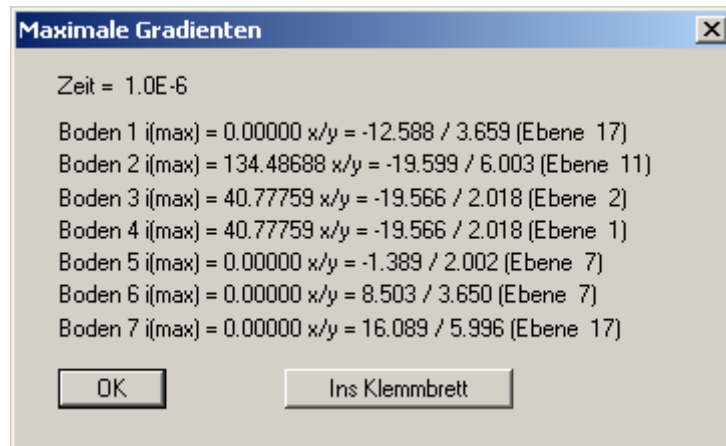 Maximale Gradienten
Zeit = 1.0E-6
Boden 1 i(max) = 0.00000 x/y = -12.588 / 3.659 (Ebene 17)
Boden 2 i(max) = 134.48688 x/y = -19.599 / 6.003 (Ebene 11)
Boden 3 i(max) = 40.77759 x/y = -19.566 / 2.018 (Ebene 2)
Boden 4 i(max) = 40.77759 x/y = -19.566 / 2.018 (Ebene 1)
Boden 5 i(max) = 0.00000 x/y = -1.389 / 2.002 (Ebene 7)
Boden 6 i(max) = 0.00000 x/y = 8.503 / 3.650 (Ebene 7)
Boden 7 i(max) = 0.00000 x/y = 16.089 / 5.996 (Ebene 17)
OK Ins Klemmbrett